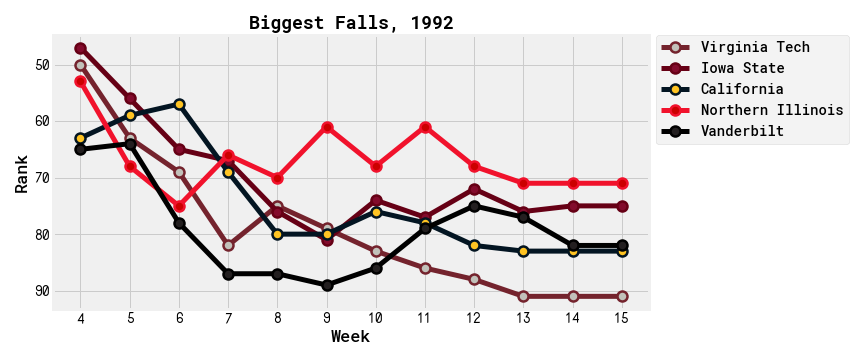 Biggest Falls, 1992
Virginia Tech
Iowa State
California
Northern Illinois
Vanderbilt
Rank
50
60
70
80
90
4 5 6 7 8 9 10 11 12 13 14 15
Week